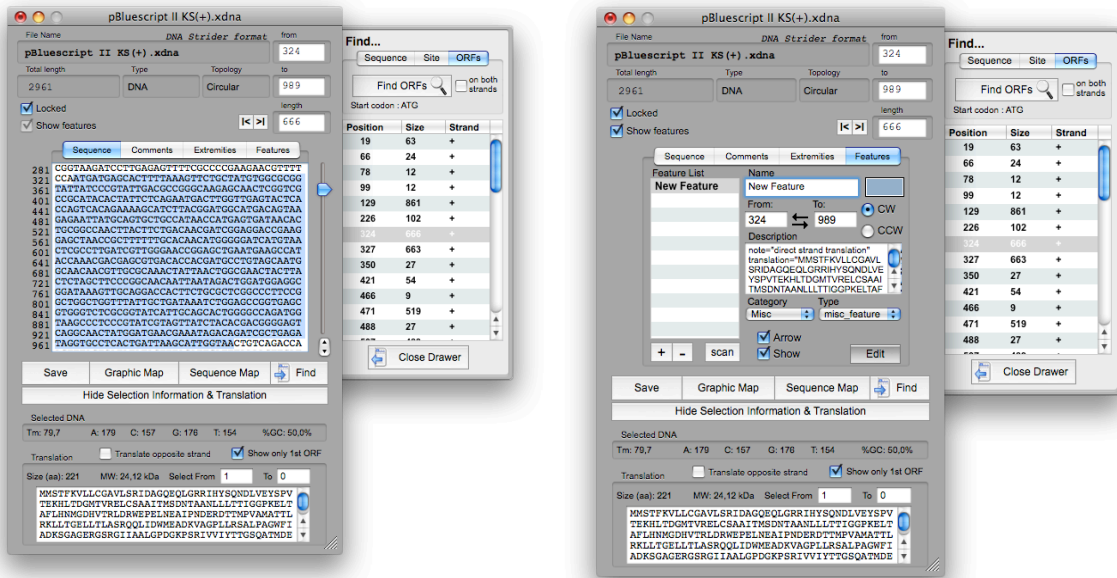 pBluescript II KS(+).xdna
File Name
DNA Strider format
from
pBluescript II KS(+).xdna
324
Total length
Type
Topology
to
2961
DNA
Circular
989
Locked
length
Show features
|< >|
666
Sequence Comments Extremities Features
281 CGGTAAGATCCTTGAGAGTTTTCGCCCCGAAGAACGTTTT
321 CCAATGATGAGCACTTTTAAAGTTCTGCTATGTGGCGCGG
361 TATTATCCCGTATTGACGCCGGGCAAGAGCAACTCGGTCG
401 CCGCATACACTATTCTCAGAATGACTTGGTTGAGTACTCA
441 CCAGTCACAGAAAAGCATCTTACGGATGGCATGACAGTAA
481 GAGAATTATGCAGTGCTGCCATAACCATGAGTGATAACAC
521 TGCGGCCAACTTACTTCTGACAACGATCGGAGGACCGAAG
561 GAGCTAACCGCTTTTTTGCACAACATGGGGGATCATGTAA
601 CTCGCCTTGATCGTTGGGAACCGGAGCTGAATGAAGCCAT
641 ACCAAACGACGAGCGTGACACCACGATGCCTGTAGCAATG
681 GCAACAACGTTGCGCAAACTATTAACTGGCGAACTACTTA
721 CTCTAGCTTCCCGGCAACAATTAATAGACTGGATGGAGGC
761 GGATAAAGTTGCAGGACCACTTCTGCGCTCGGCCCTTCCG
801 GCTGGCTGGTTTATTGCTGATAAATCTGGAGCCGGTGAGC
841 GTGGGTCTCGCGGTATCATTGCAGCACTGGGGCCAGATGG
881 TAAGCCCTCCCGTATCGTAGTTATCTACACGACGGGGAGT
921 CAGGCAACTATGGATGAACGAAATAGACAGATCGCTGAGA
961 TAGGTGCCTCACTGATTAAGCATTGGTAACTGTCAGACCA
Save Graphic Map Sequence Map Find
Hide Selection Information & Translation
Selected DNA
Tm: 79,7 A: 179 C: 157 G: 176 T: 154 %GC: 50,0%
Translation Translate opposite strand Show only 1st ORF
Size (aa): 221 MW: 24,12 kDa Select From 1 To 0
MMSTFKVLLCGAVLSRIDAGQEQLGRRIHYSQNDLVEYSPV
TEKHLTDGMTVRELCSAAITMSDNTAANLLLTTIGGPKELT
AFLHNMGDHVTRLDRWEPELNEAIPNDERDTTMPVAMATTL
RKLLTGELLTLASRQQLIDWMEADKVAGPLLRSALPAGWFI
ADKSGAGERGSRGIIAALGPDGKPSRIVVIYTTGSQATMDE
Find...
Sequence Site ORFs
Find ORFs
on both
strands
Start codon : ATG
Position Size Strand
19 63 +
66 24 +
78 12 +
99 12 +
129 861 +
226 102 +
324 666 +
327 663 +
350 27 +
421 54 +
466 9 +
471 519 +
488 27 +
Close Drawer
pBluescript II KS(+).xdna
File Name
DNA Strider format
from
pBluescript II KS(+).xdna
324
Total length
Type
Topology
to
2961
DNA
Circular
989
Locked
length
Show features
|< >|
666
Sequence Comments Extremities Features
Feature List
Name
New Feature
New Feature
From:
To:
324
989
CW
CCW
Description
note="direct strand translation"
translation="MMSTFKVLLCGAVL
SRIDAGQEQLGRRIHYSQNDLVE
YSPVTEKHLTDGMTVRELCSAAI
TMSDNTAANLLLTTIGGPKELTAF
Category
Type
Misc
misc_feature
Arrow
Show
+ - scan
Edit
Save Graphic Map Sequence Map Find
Hide Selection Information & Translation
Selected DNA
Tm: 79,7 A: 179 C: 157 G: 176 T: 154 %GC: 50,0%
Translation Translate opposite strand Show only 1st ORF
Size (aa): 221 MW: 24,12 kDa Select From 1 To 0
MMSTFKVLLCGAVLSRIDAGQEQLGRRIHYSQNDLVEYSPV
TEKHLTDGMTVRELCSAAITMSDNTAANLLLTTIGGPKELT
AFLHNMGDHVTRLDRWEPELNEAIPNDERDTTMPVAMATTL
RKLLTGELLTLASRQQLIDWMEADKVAGPLLRSALPAGWFI
ADKSGAGERGSRGIIAALGPDGKPSRIVVIYTTGSQATMDE
Find...
Sequence Site ORFs
Find ORFs
on both
strands
Start codon : ATG
Position Size Strand
19 63 +
66 24 +
78 12 +
99 12 +
129 861 +
226 102 +
324 666 +
327 663 +
350 27 +
421 54 +
466 9 +
471 519 +
488 27 +
Close Drawer